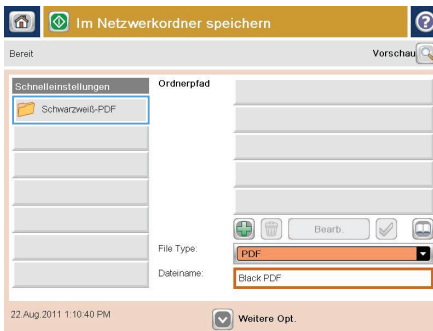 Im Netzwerkordner speichern
Bereit
Vorschau
Schnelleinstellungen
Ordnerpfad
Schwarzweiß-PDF
Bearb.
File Type:
PDF
Dateiname:
Black PDF
22.Aug.2011 1:10:40 PM
Weitere Opt.